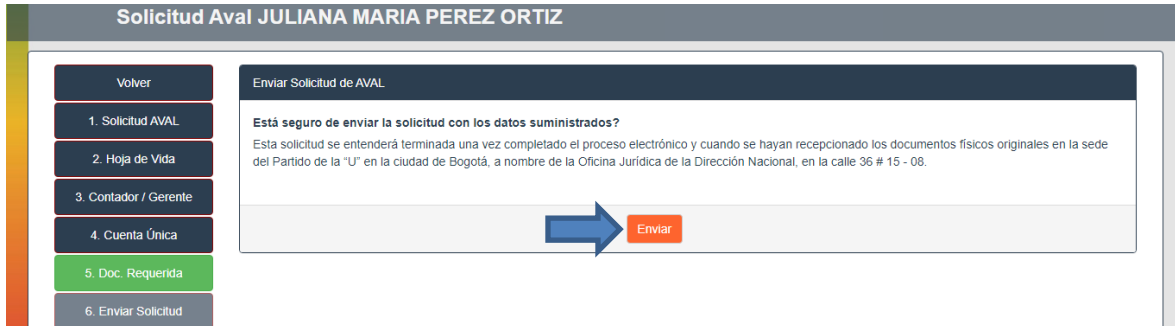 Solicitud Aval JULIANA MARIA PEREZ ORTIZ
Volver
1. Solicitud AVAL
2. Hoja de Vida
3. Contador / Gerente
4. Cuenta Única
5. Doc. Requerida
6. Enviar Solicitud
Enviar Solicitud de AVAL
Está seguro de enviar la solicitud con los datos suministrados?
Esta solicitud se entenderá terminada una vez completado el proceso electrónico y cuando se hayan recepcionado los documentos físicos originales en la sede
del Partido de la “U” en la ciudad de Bogotá, a nombre de la Oficina Jurídica de la Dirección Nacional, en la calle 36 # 15 - 08.
Enviar